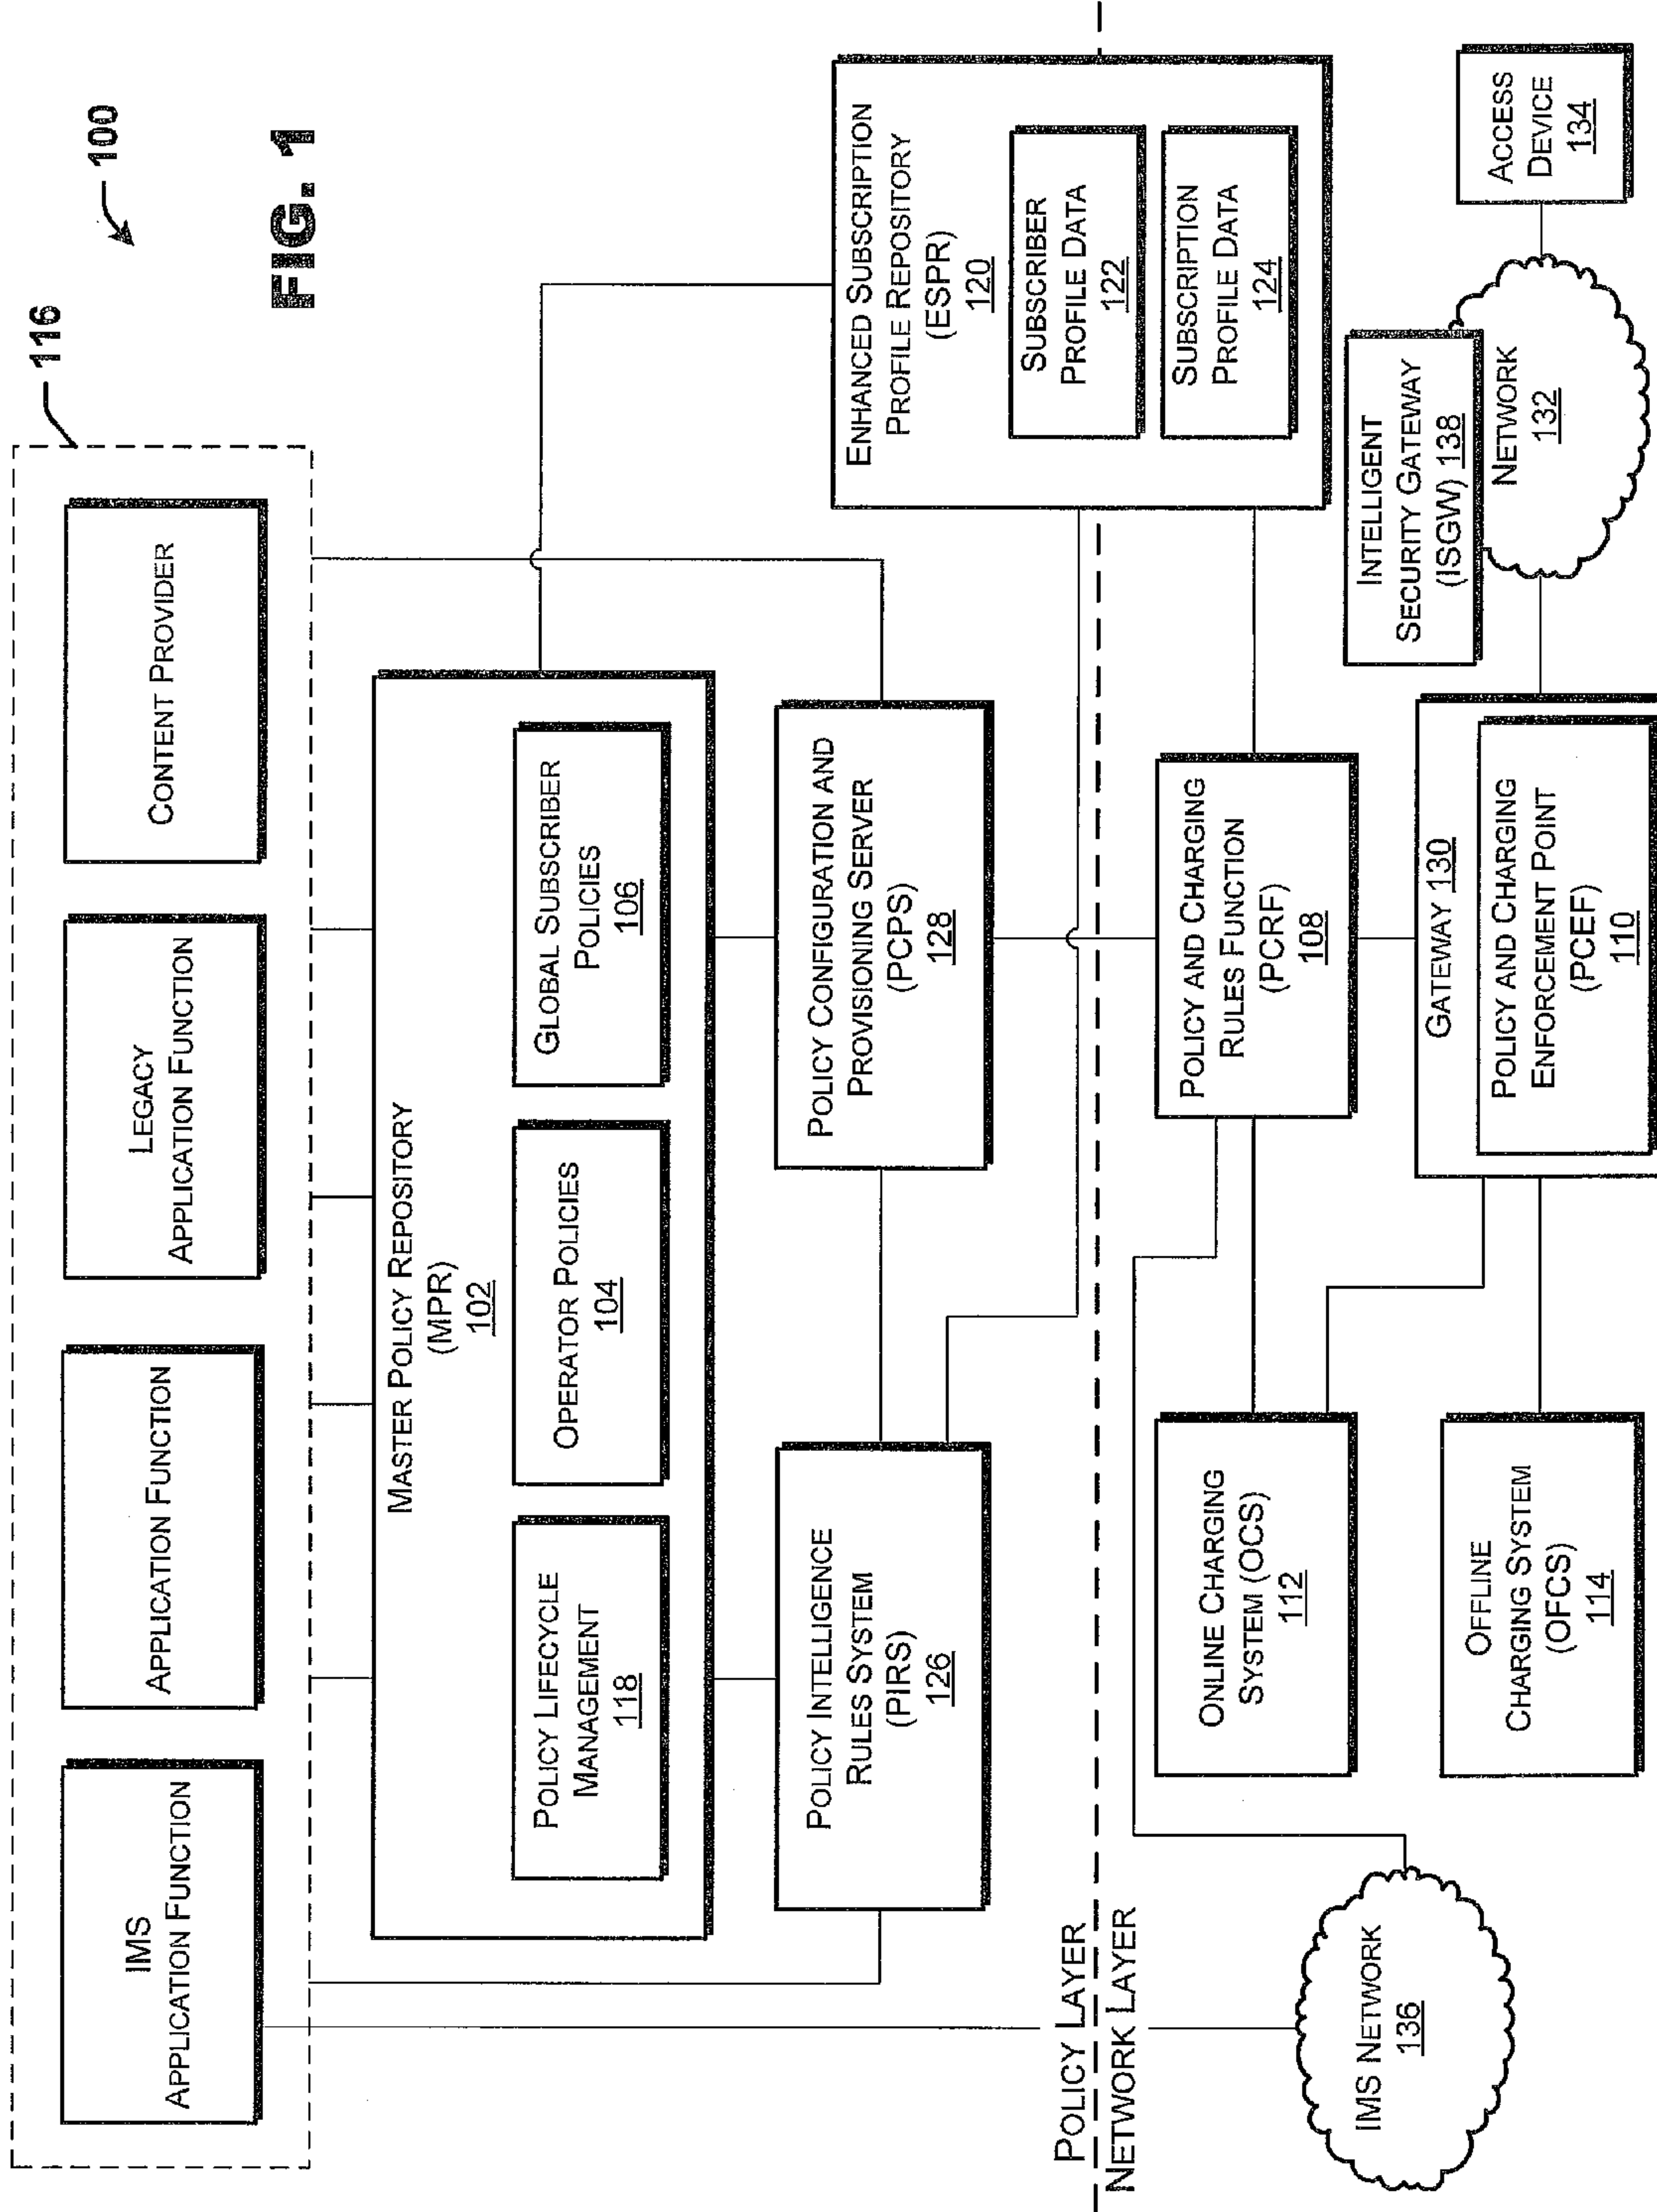 100
FIG. 1
116
IMS
APPLICATION FUNCTION
APPLICATION FUNCTION
LEGACY
APPLICATION FUNCTION
CONTENT PROVIDER
MASTER POLICY REPOSITORY
(MPR)
102
POLICY LIFECYCLE
MANAGEMENT
118
OPERATOR POLICIES
104
GLOBAL SUBSCRIBER
POLICIES
106
POLICY INTELLIGENCE
RULES SYSTEM
(PIRS)
126
POLICY CONFIGURATION AND
PROVISIONING SERVER
(PCPS)
128
ENHANCED SUBSCRIPTION
PROFILE REPOSITORY
(ESPR)
120
SUBSCRIBER
PROFILE DATA
122
SUBSCRIPTION
PROFILE DATA
124
POLICY LAYER
NETWORK LAYER
IMS NETWORK
136
ONLINE CHARGING
SYSTEM (OCS)
112
OFFLINE
CHARGING SYSTEM
(OFCS)
114
POLICY AND CHARGING
RULES FUNCTION
(PCRF)
108
GATEWAY 130
POLICY AND CHARGING
ENFORCEMENT POINT
(PCEF)
110
INTELLIGENT
SECURITY GATEWAY
(ISGW) 138
NETWORK
132
ACCESS
DEVICE
134